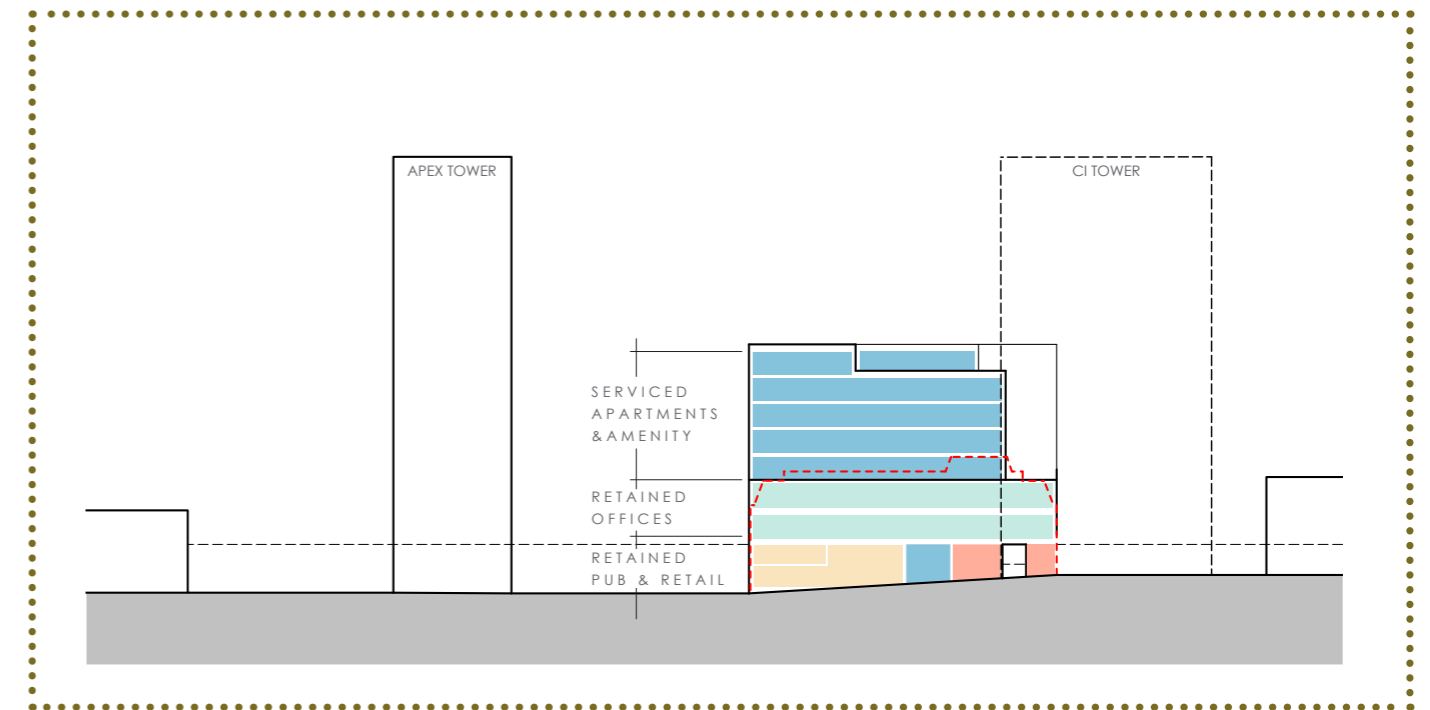 APEX TOWER
CI TOWER
SERVICED
APARTMENTS
&AMENITY
RETAINED
OFFICES
RETAINED
PUB & RETAIL